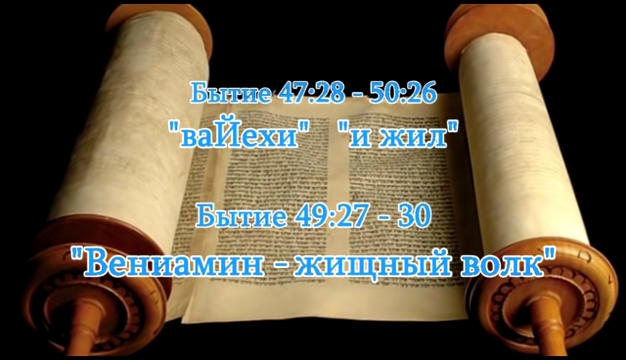 Бытие 47:28 - 50:26
"ваЙехи" "и жил"
Бытие 49:27 - 30
"Вениамин - жищный волк"